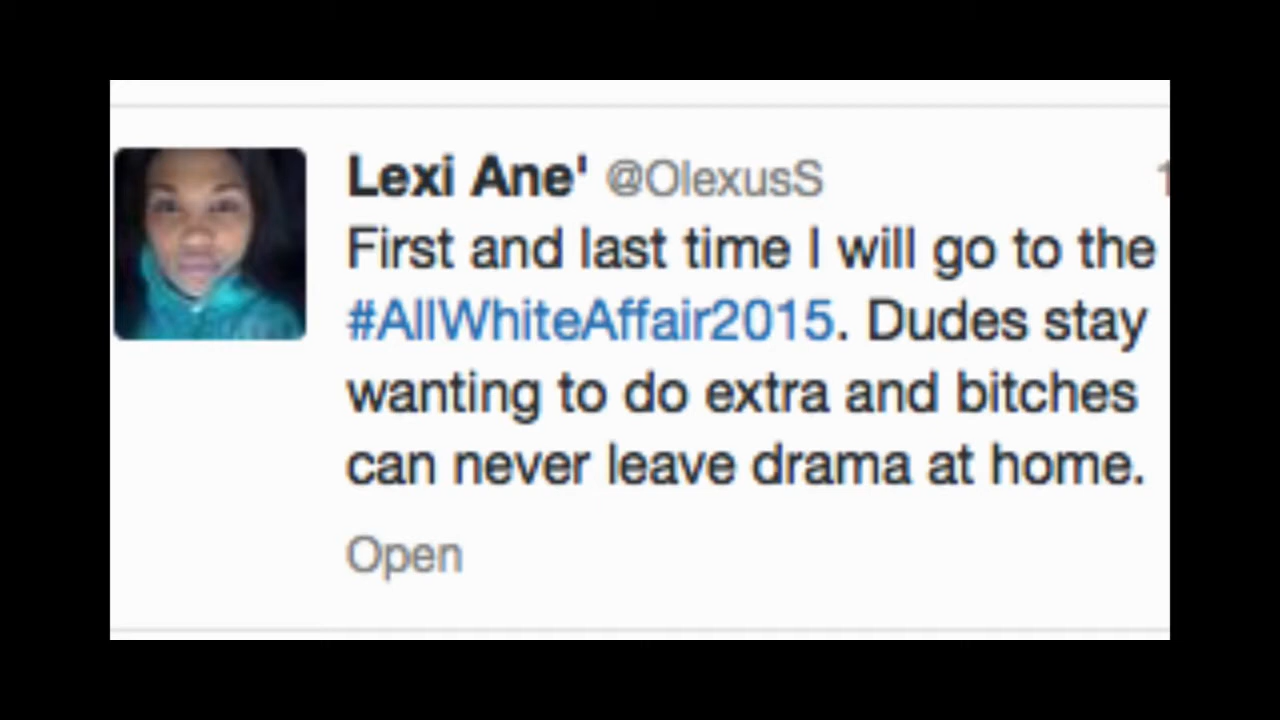 Lexi Ane' @OlexusS
First and last time I will go to the
#AllWhiteAffair2015. Dudes stay
wanting to do extra and bitches
can never leave drama at home.
Open